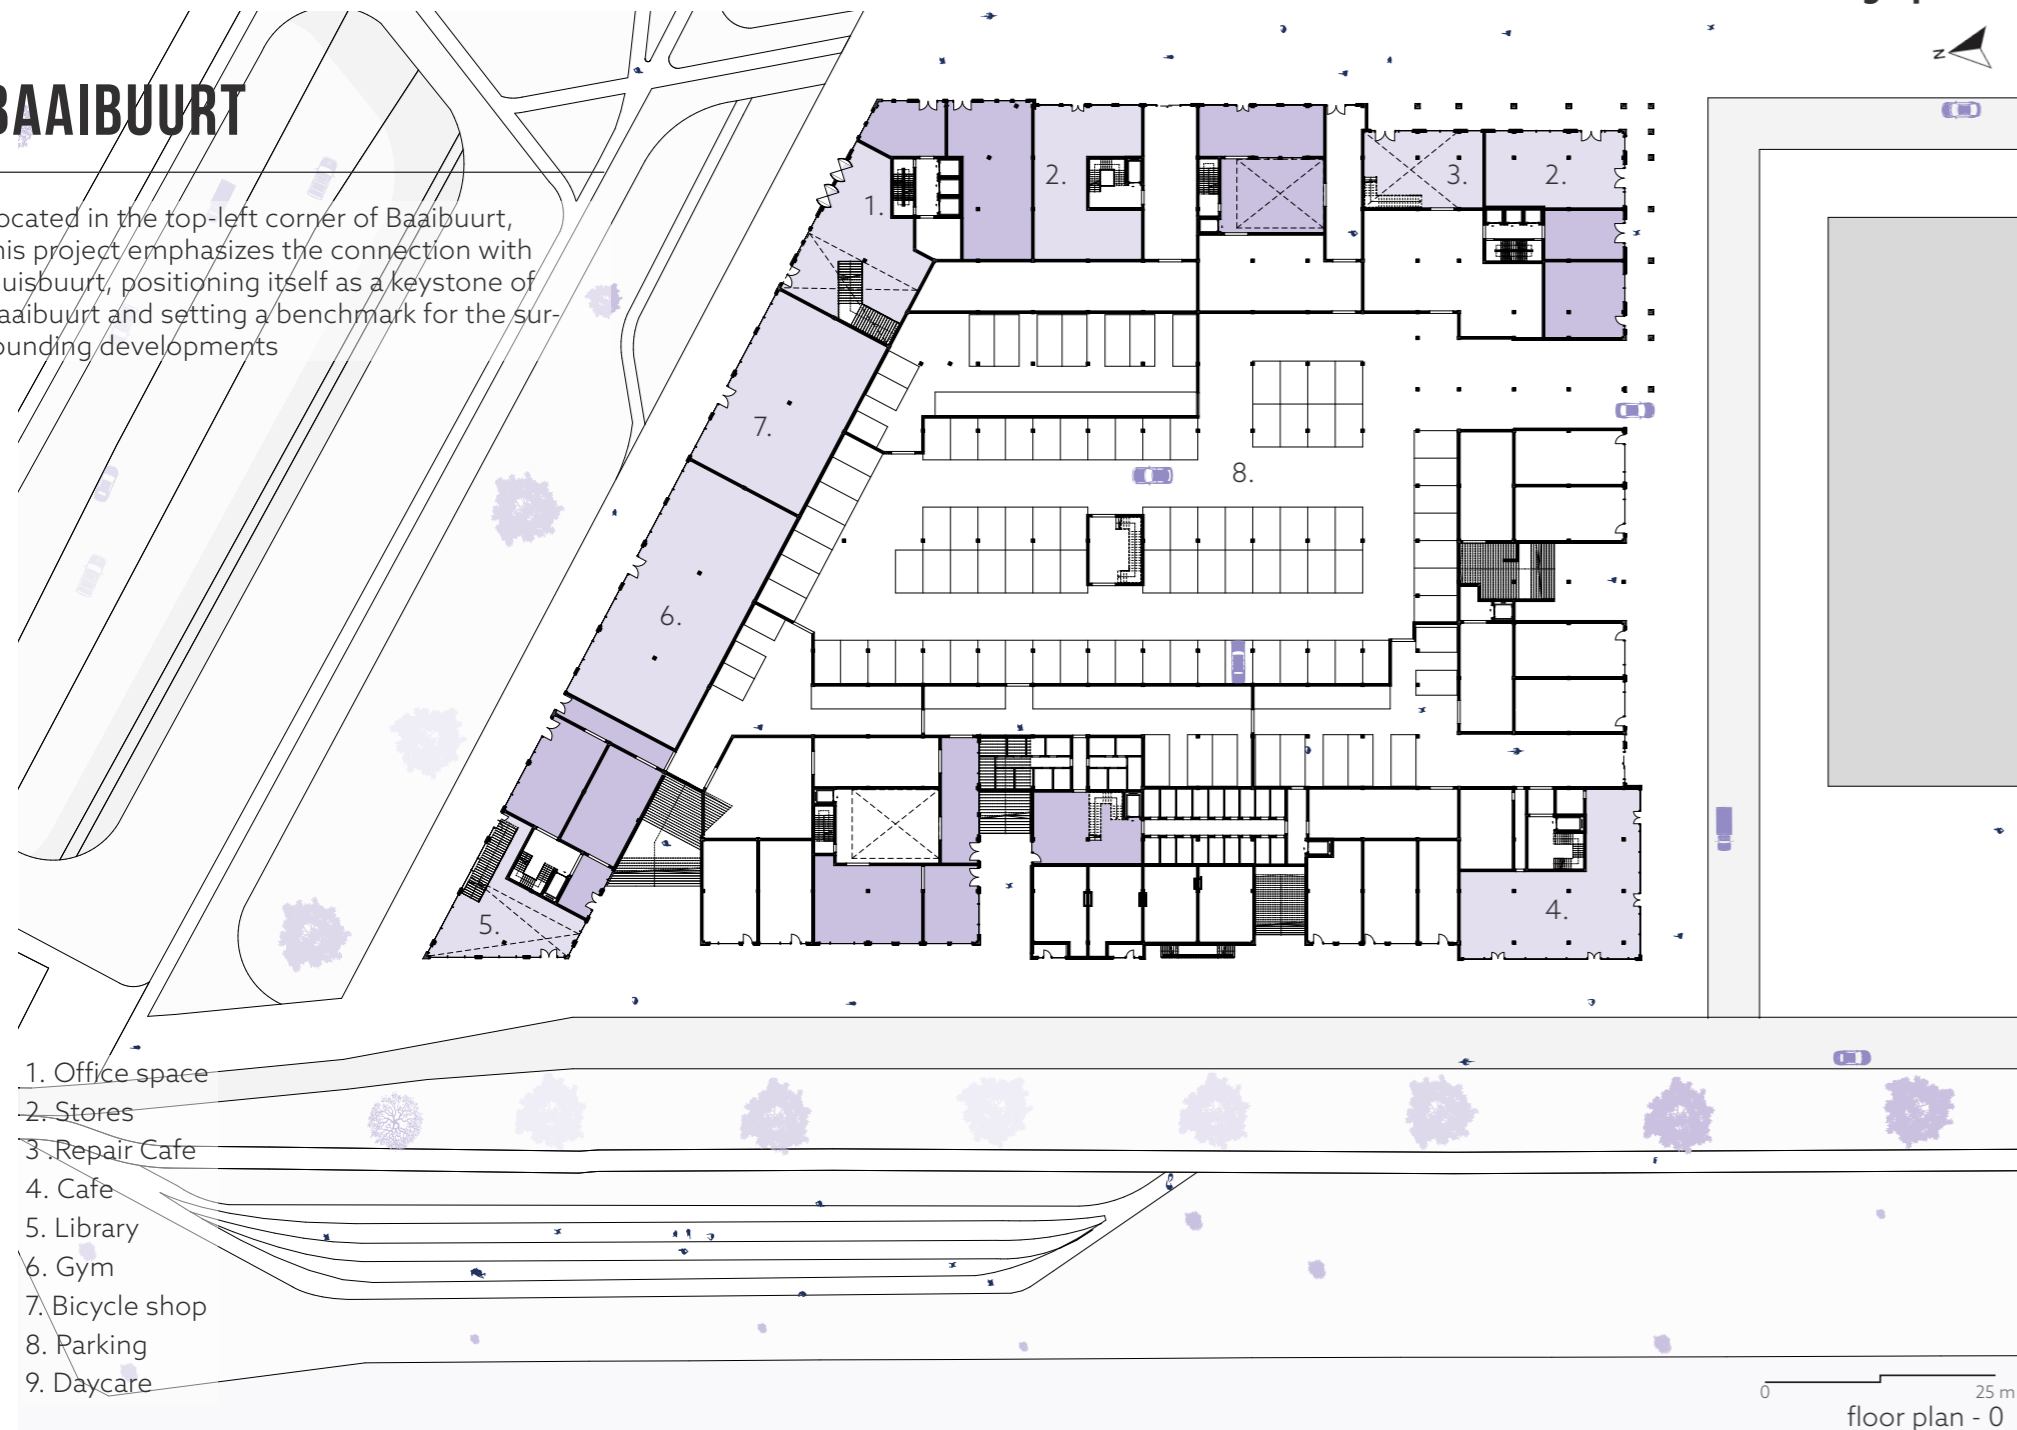 BAAIBUURT
ocated in the top-left corner of Baaibuurt,
his project emphasizes the connection with
uisbuurt, positioning itself as a keystone of
aaibuurt and setting a benchmark for the sur-
ounding developments
N
1.
2.
3.
2.
7.
8.
6.
5.
4.
1. Office space
2. Stores
3 .Repair Cafe
4. Cafe
5. Library
6. Gym
7. Bicycle shop
8. Parking
9. Daycare
0 25 m
floor plan - 0